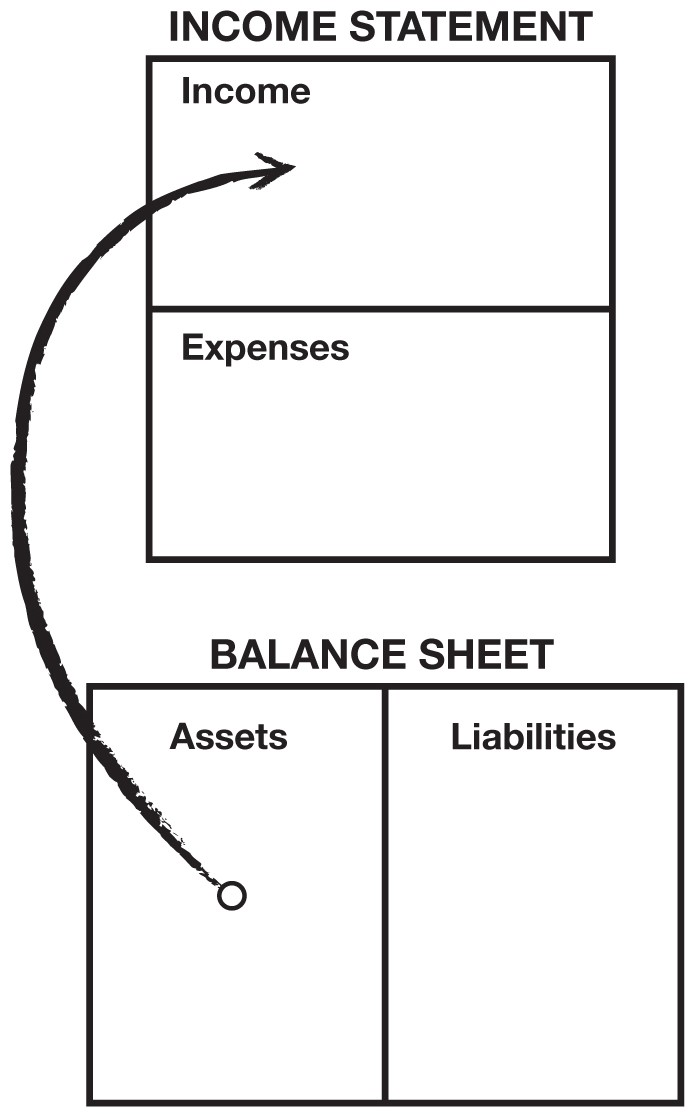 INCOME STATEMENT
Income
Expenses
BALANCE SHEET
Assets
Liabilities